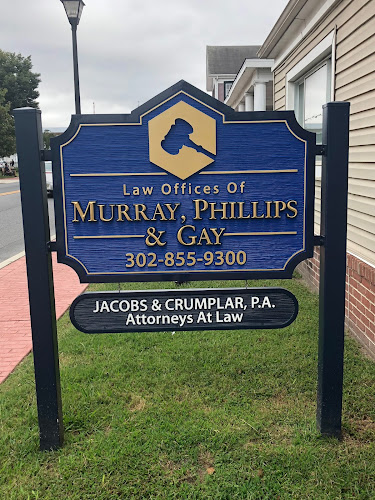 Law Offices Of
MURRAY, PHILLIPS
& GAY
302-855-9300
JACOBS & CRUMPLAR, P.A.
Attorneys At Law